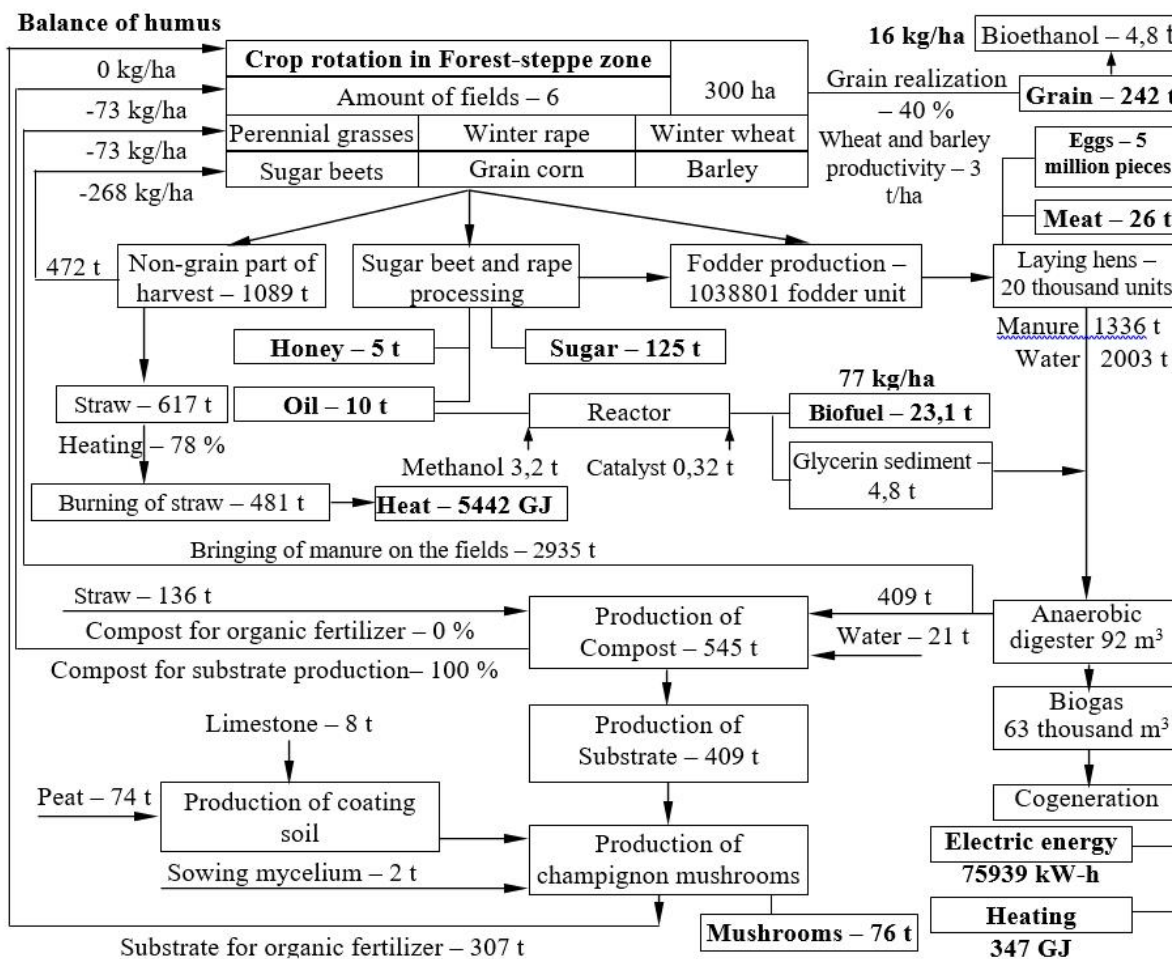 Balance of humus
0 kg/ha
-73 kg/ha
-73 kg/ha
-268 kg/ha
Crop rotation in Forest-steppe zone
Amount of fields – 6
300 ha
Perennial grasses
Winter rape
Winter wheat
Sugar beets
Grain corn
Barley
16 kg/ha
Bioethanol – 4,8 t
Grain realization
– 40 %
Grain – 242 t
Wheat and barley
productivity – 3
t/ha
Eggs – 5
million pieces
Meat – 26 t
472 t
Non-grain part of
harvest – 1089 t
Sugar beet and rape
processing
Fodder production –
1038801 fodder unit
Laying hens –
20 thousand units
Manure 1336 t
Water 2003 t
Honey – 5 t
Sugar – 125 t
77 kg/ha
Straw – 617 t
Oil – 10 t
Reactor
Biofuel – 23,1 t
Heating – 78 %
Methanol 3,2 t
Catalyst 0,32 t
Glycerin sediment –
4,8 t
Burning of straw – 481 t
Heat – 5442 GJ
Bringing of manure on the fields – 2935 t
Straw – 136 t
Compost for organic fertilizer – 0 %
Compost for substrate production– 100 %
Production of
Compost – 545 t
409 t
Water – 21 t
Anaerobic
digester 92 m³
Biogas
63 thousand m³
Cogeneration
Limestone – 8 t
Production of
Substrate – 409 t
Peat – 74 t
Production of coating
soil
Sowing mycelium – 2 t
Production of
champignon mushrooms
Electric energy
75939 kW-h
Heating
347 GJ
Mushrooms – 76 t
Substrate for organic fertilizer – 307 t